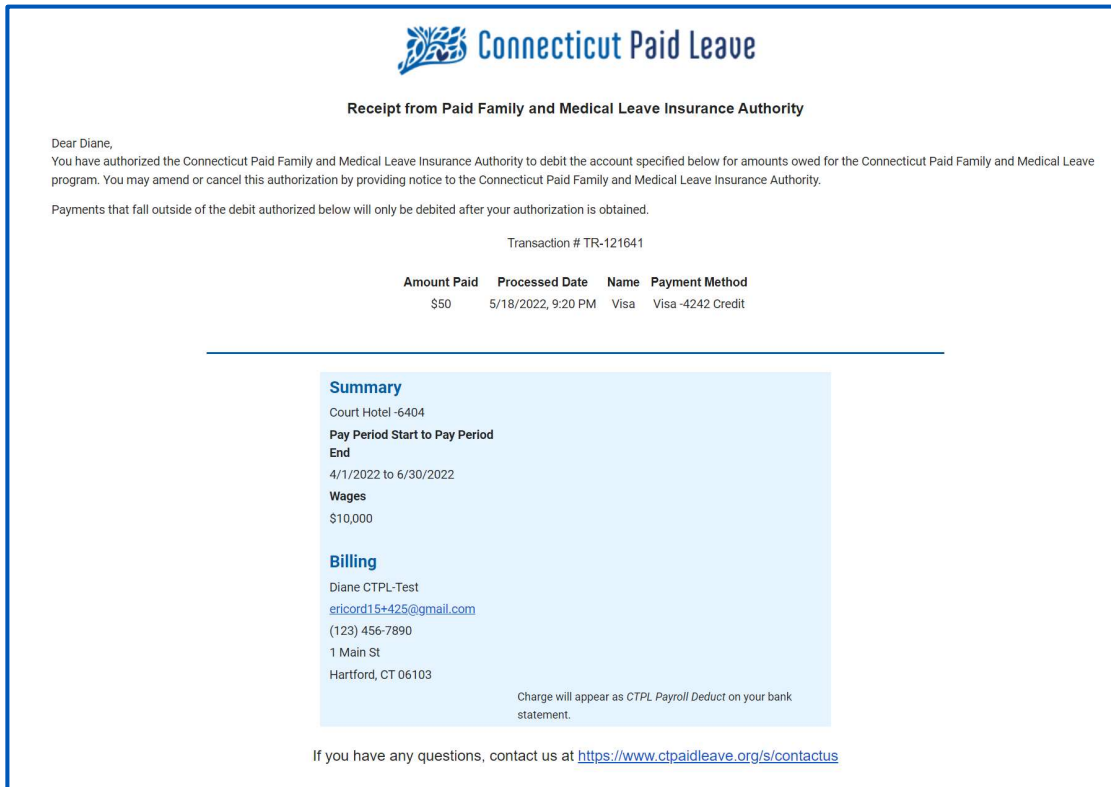 Connecticut Paid Leave
Receipt from Paid Family and Medical Leave Insurance Authority
Dear Diane,
You have authorized the Connecticut Paid Family and Medical Leave Insurance Authority to debit the account specified below for amounts owed for the Connecticut Paid Family and Medical Leave
program. You may amend or cancel this authorization by providing notice to the Connecticut Paid Family and Medical Leave Insurance Authority.
Payments that fall outside of the debit authorized below will only be debited after your authorization is obtained.
Transaction # TR-121641
Amount Paid Processed Date Name Payment Method
$50 5/18/2022, 9:20 PM Visa Visa -4242 Credit
Summary
Court Hotel -6404
Pay Period Start to Pay Period
End
4/1/2022 to 6/30/2022
Wages
$10,000
Billing
Diane CTPL-Test
ericord15+425@gmail.com
(123) 456-7890
1 Main St
Hartford, CT 06103
Charge will appear as CTPL Payroll Deduct on your bank
statement.
If you have any questions, contact us at https://www.ctpaidleave.org/s/contactus